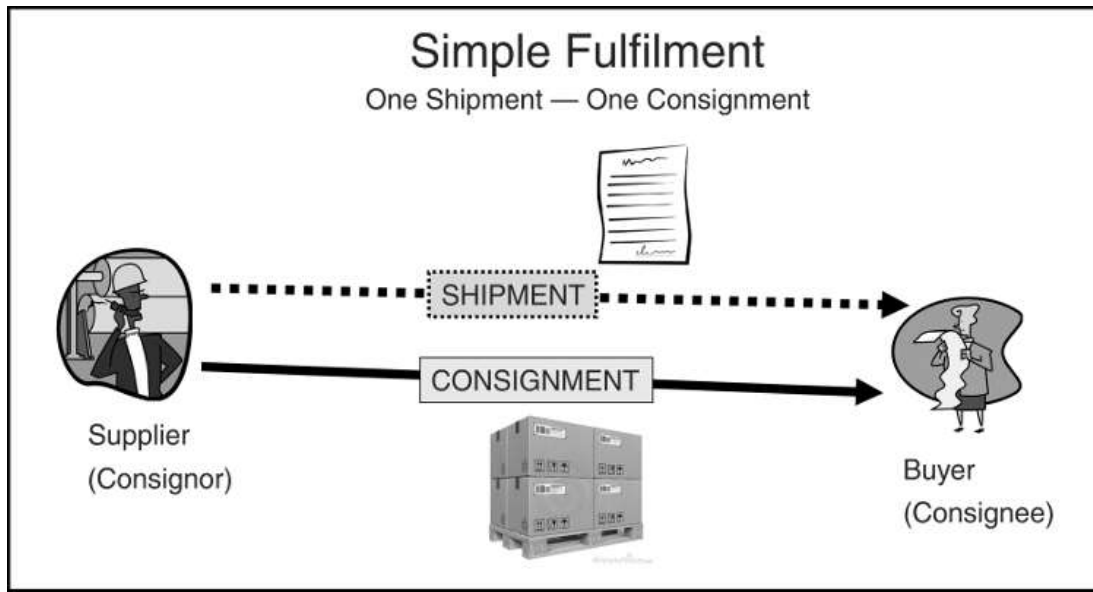 Simple Fulfilment
One Shipment — One Consignment
SHIPMENT
CONSIGNMENT
Supplier
(Consignor)
Buyer
(Consignee)